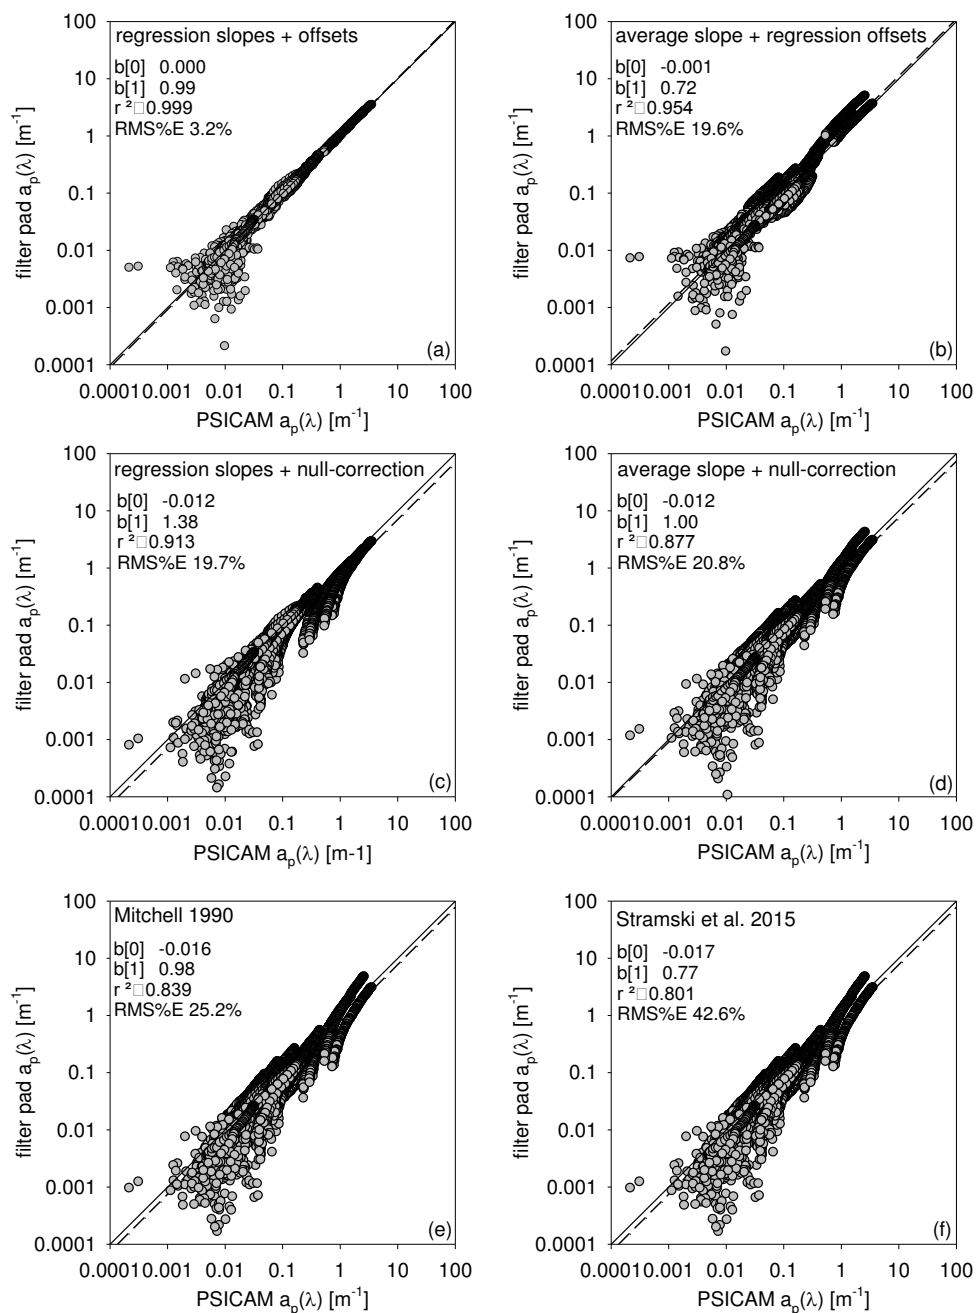 regression slopes + offsets
b[0] 0.000
b[1] 0.99
r ²□0.999
RMS%E 3.2%
100
10
1
0.1
0.01
0.001
0.0001
filter pad aₚ(λ) [m⁻¹]
(a)
0.0001 0.001 0.01 0.1 1 10 100
PSICAM aₚ(λ) [m⁻¹]
average slope + regression offsets
b[0] -0.001
b[1] 0.72
r ²□0.954
RMS%E 19.6%
100
10
1
0.1
0.01
0.001
0.0001
filter pad aₚ(λ) [m⁻¹]
(b)
0.0001 0.001 0.01 0.1 1 10 100
PSICAM aₚ(λ) [m⁻¹]
regression slopes + null-correction
b[0] -0.012
b[1] 1.38
r ²□0.913
RMS%E 19.7%
100
10
1
0.1
0.01
0.001
0.0001
filter pad aₚ(λ) [m⁻¹]
(c)
0.0001 0.001 0.01 0.1 1 10 100
PSICAM aₚ(λ) [m-1]
average slope + null-correction
b[0] -0.012
b[1] 1.00
r ²□0.877
RMS%E 20.8%
100
10
1
0.1
0.01
0.001
0.0001
filter pad aₚ(λ) [m⁻¹]
(d)
0.0001 0.001 0.01 0.1 1 10 100
PSICAM aₚ(λ) [m⁻¹]
Mitchell 1990
b[0] -0.016
b[1] 0.98
r ²□0.839
RMS%E 25.2%
100
10
1
0.1
0.01
0.001
0.0001
filter pad aₚ(λ) [m⁻¹]
(e)
0.0001 0.001 0.01 0.1 1 10 100
PSICAM aₚ(λ) [m⁻¹]
Stramski et al. 2015
b[0] -0.017
b[1] 0.77
r ²□0.801
RMS%E 42.6%
100
10
1
0.1
0.01
0.001
0.0001
filter pad aₚ(λ) [m⁻¹]
(f)
0.0001 0.001 0.01 0.1 1 10 100
PSICAM aₚ(λ) [m⁻¹]